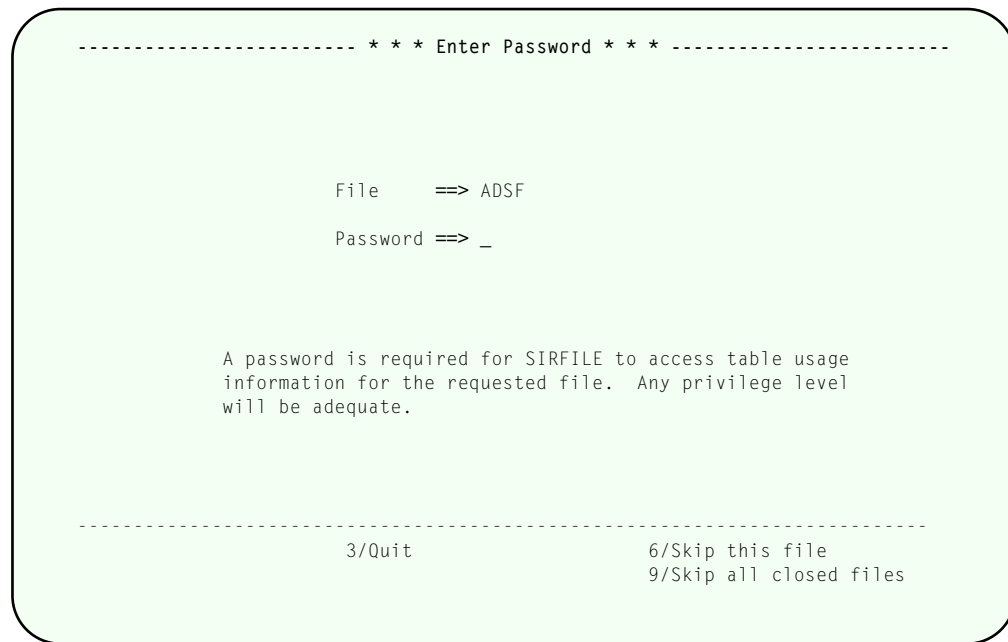 ------------------------- * * * Enter Password * * * -------------------------
File ==> ADSF
Password ==> _
A password is required for SIRFILE to access table usage
information for the requested file.  Any privilege level
will be adequate.
----------------------------------------------------------------------------
3/Quit 6/Skip this file
9/Skip all closed files